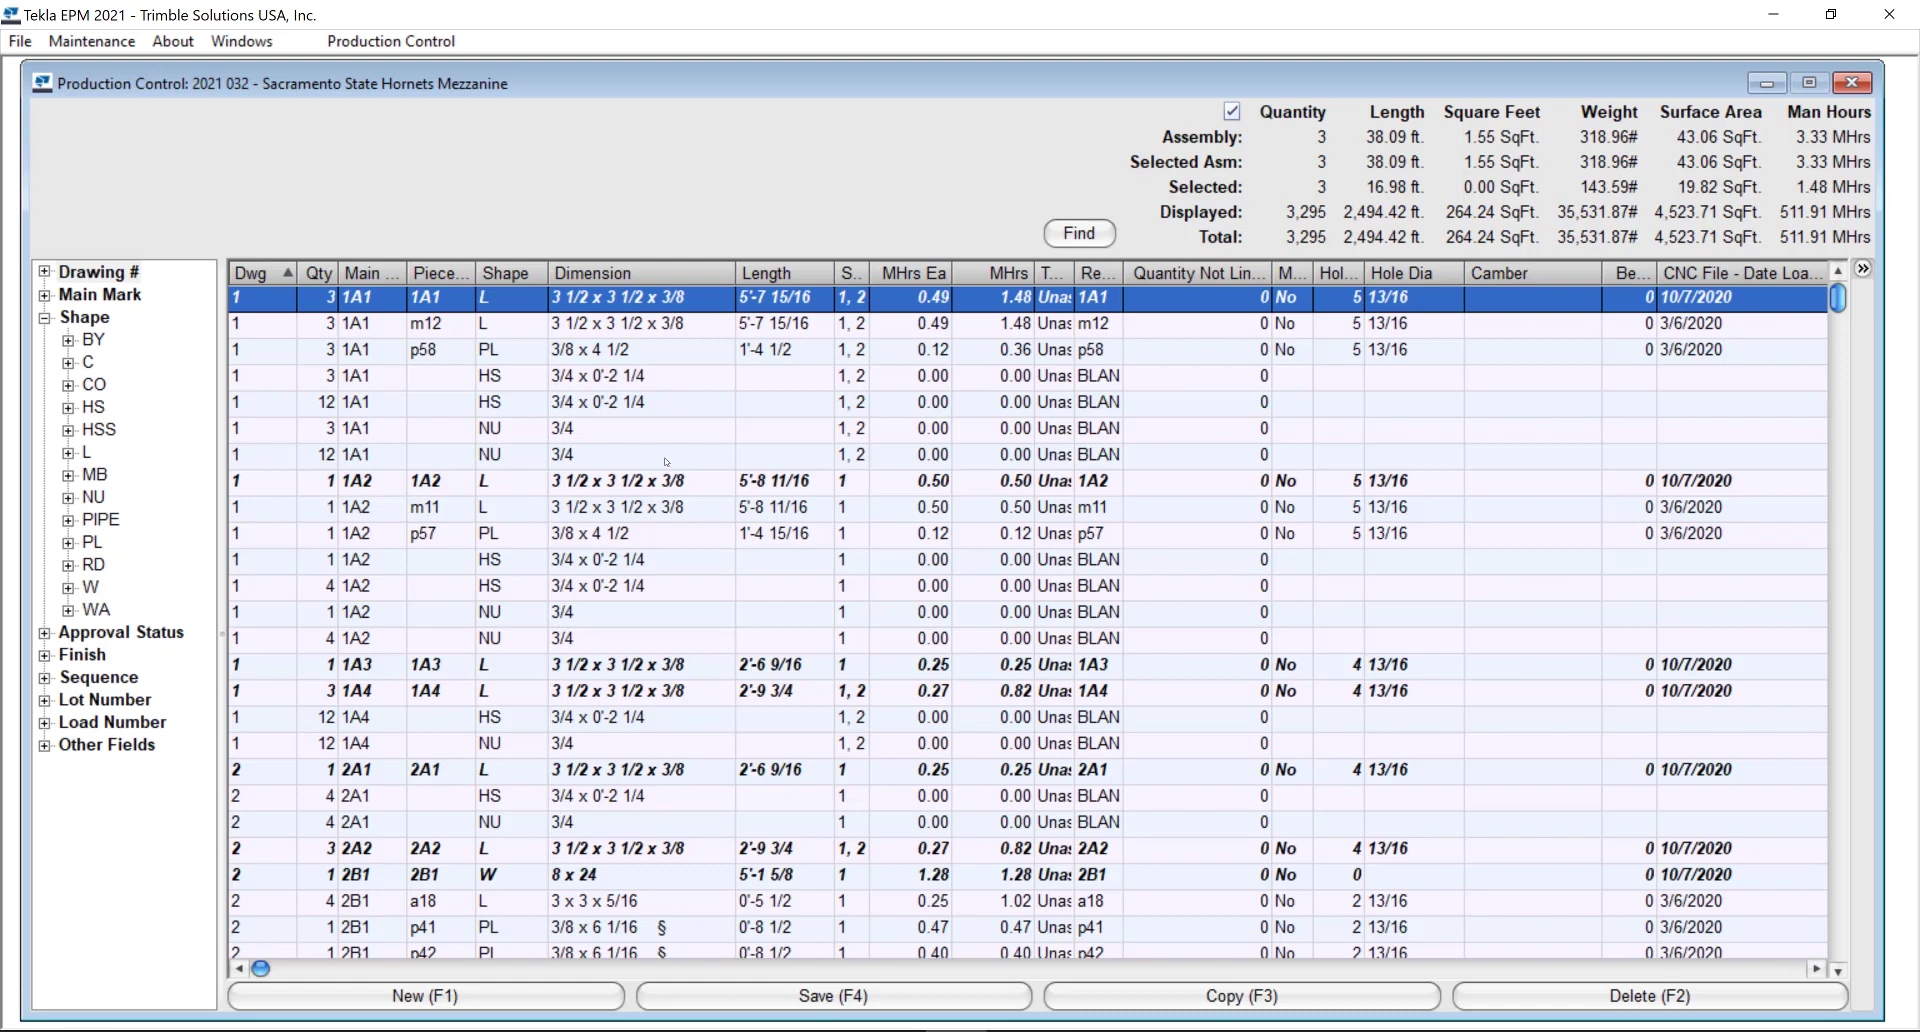 Tekla EPM 2021 - Trimble Solutions USA, Inc.
File Maintenance About Windows Production Control
Production Control: 2021 032 - Sacramento State Hornets Mezzanine
Quantity Length Square Feet Weight Surface Area Man Hours
Assembly: 3 38.09 ft. 1.55 SqFt. 318.96# 43.06 SqFt. 3.33 MHrs
Selected Asm: 3 38.09 ft. 1.55 SqFt. 318.96# 43.06 SqFt. 3.33 MHrs
Selected: 3 16.98 ft. 0.00 SqFt. 143.59# 19.82 SqFt. 1.48 MHrs
Displayed: 3,295 2,494.42 ft. 264.24 SqFt. 35,531.87# 4,523.71 SqFt. 511.91 MHrs
Find
Total: 3,295 2,494.42 ft. 264.24 SqFt. 35,531.87# 4,523.71 SqFt. 511.91 MHrs
Drawing #
Main Mark
Shape
BY
C
CO
HS
HSS
L
MB
NU
PIPE
PL
RD
W
WA
Approval Status
Finish
Sequence
Lot Number
Load Number
Other Fields
Dwg Qty Main ... Piece... Shape Dimension Length S.. MHrs Ea MHrs T... Re... Quantity Not Lin... M... Hol... Hole Dia Camber Be... CNC File - Date Loa...
1 3 1A1 1A1 L 3 1/2 x 3 1/2 x 3/8 5'-7 15/16 1, 2 0.49 1.48 Unas 1A1 0 No 5 13/16 0 10/7/2020
1 3 1A1 m12 L 3 1/2 x 3 1/2 x 3/8 5'-7 15/16 1, 2 0.49 1.48 Unas m12 0 No 5 13/16 0 3/6/2020
1 3 1A1 p58 PL 3/8 x 4 1/2 1'-4 1/2 1, 2 0.12 0.36 Unas p58 0 No 5 13/16 0 3/6/2020
1 3 1A1 HS 3/4 x 0'-2 1/4 1, 2 0.00 0.00 Unas BLAN 0
1 12 1A1 HS 3/4 x 0'-2 1/4 1, 2 0.00 0.00 Unas BLAN 0
1 3 1A1 NU 3/4 1, 2 0.00 0.00 Unas BLAN 0
1 12 1A1 NU 3/4 1, 2 0.00 0.00 Unas BLAN 0
1 1 1A2 1A2 L 3 1/2 x 3 1/2 x 3/8 5'-8 11/16 1 0.50 0.50 Unas 1A2 0 No 5 13/16 0 10/7/2020
1 1 1A2 m11 L 3 1/2 x 3 1/2 x 3/8 5'-8 11/16 1 0.50 0.50 Unas m11 0 No 5 13/16 0 3/6/2020
1 1 1A2 p57 PL 3/8 x 4 1/2 1'-4 15/16 1 0.12 0.12 Unas p57 0 No 5 13/16 0 3/6/2020
1 1 1A2 HS 3/4 x 0'-2 1/4 1 0.00 0.00 Unas BLAN 0
1 4 1A2 HS 3/4 x 0'-2 1/4 1 0.00 0.00 Unas BLAN 0
1 1 1A2 NU 3/4 1 0.00 0.00 Unas BLAN 0
1 4 1A2 NU 3/4 1 0.00 0.00 Unas BLAN 0
1 1 1A3 1A3 L 3 1/2 x 3 1/2 x 3/8 2'-6 9/16 1 0.25 0.25 Unas 1A3 0 No 4 13/16 0 10/7/2020
1 3 1A4 1A4 L 3 1/2 x 3 1/2 x 3/8 2'-9 3/4 1, 2 0.27 0.82 Unas 1A4 0 No 4 13/16 0 10/7/2020
1 12 1A4 HS 3/4 x 0'-2 1/4 1, 2 0.00 0.00 Unas BLAN 0
1 12 1A4 NU 3/4 1, 2 0.00 0.00 Unas BLAN 0
2 1 2A1 2A1 L 3 1/2 x 3 1/2 x 3/8 2'-6 9/16 1 0.25 0.25 Unas 2A1 0 No 4 13/16 0 10/7/2020
2 4 2A1 HS 3/4 x 0'-2 1/4 1 0.00 0.00 Unas BLAN 0
2 4 2A1 NU 3/4 1 0.00 0.00 Unas BLAN 0
2 3 2A2 2A2 L 3 1/2 x 3 1/2 x 3/8 2'-9 3/4 1, 2 0.27 0.82 Unas 2A2 0 No 4 13/16 0 10/7/2020
2 1 2B1 2B1 W 8 x 24 5'-1 5/8 1 1.28 1.28 Unas 2B1 0 No 0 0 10/7/2020
2 4 2B1 a18 L 3 x 3 x 5/16 0'-5 1/2 1 0.25 1.02 Unas a18 0 No 2 13/16 0 3/6/2020
2 1 2B1 p41 PL 3/8 x 6 1/16 § 0'-8 1/2 1 0.47 0.47 Unas p41 0 No 2 13/16 0 3/6/2020
2 1 2B1 p42 PL 3/8 x 6 1/16 § 0'-8 1/2 1 0.40 0.40 Unas p42 0 No 2 13/16 0 3/6/2020
New (F1) Save (F4) Copy (F3) Delete (F2)